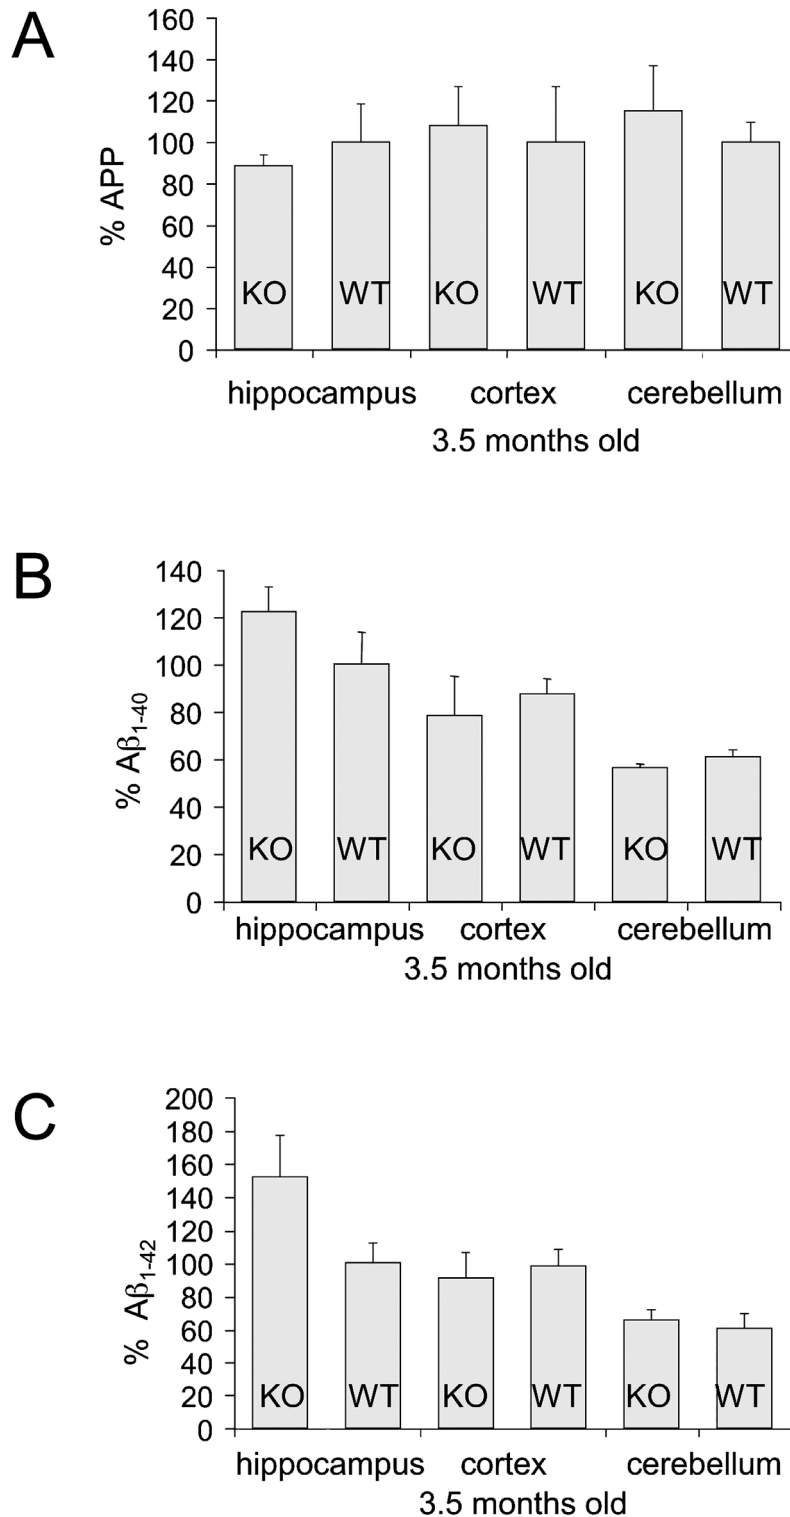 A
160
140
120
100
80
60
40
20
0
% APP
KO WT KO WT KO WT
hippocampus cortex cerebellum
3.5 months old
B
140
120
100
80
60
40
20
0
% Aβ1-40
KO WT KO WT KO WT
hippocampus cortex cerebellum
3.5 months old
C
200
180
160
140
120
100
80
60
40
20
0
% Aβ1-42
KO WT KO WT KO WT
hippocampus cortex cerebellum
3.5 months old